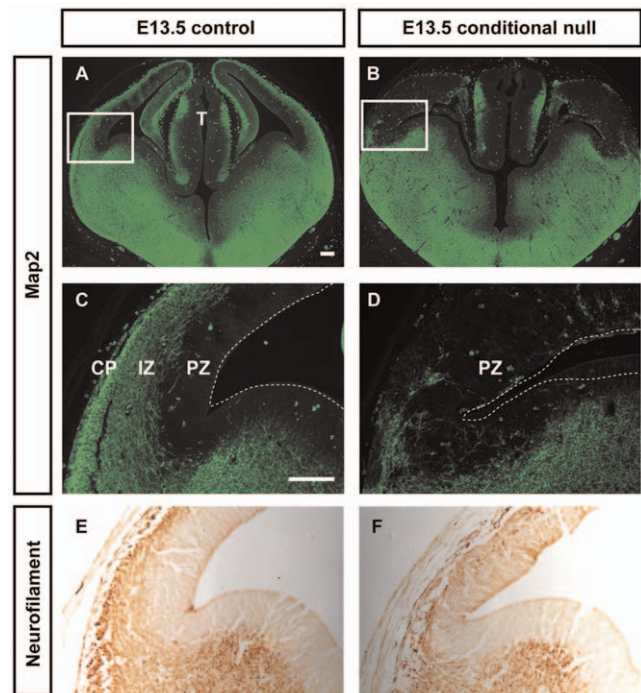 E13.5 control
E13.5 conditional null
Map2
A
T
B
C
CP IZ PZ
D
PZ
Neurofilament
E
F